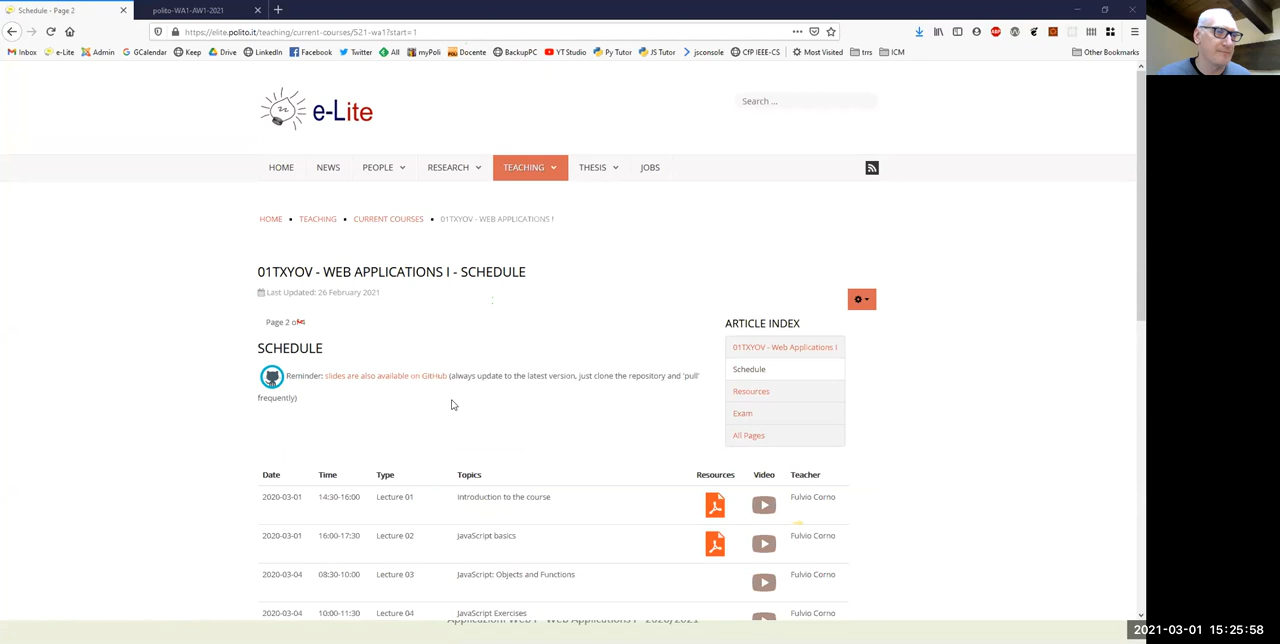 Schedule - Page 2
polito-WA1-AW1-2021
https://elite.polito.it/teaching/current-courses/521-wa1?start=1
Inbox
e-Lite
Admin
GCalendar
Keep
Drive
LinkedIn
Facebook
Twitter
All
myPoli
Docente
BackupPC
YT Studio
Py Tutor
JS Tutor
jsconsole
CfP IEEE-CS
Most Visited
trrs
ICM
Other Bookmarks
e-Lite
Search ...
HOME NEWS PEOPLE RESEARCH TEACHING THESIS JOBS
HOME TEACHING CURRENT COURSES 01TXYOV - WEB APPLICATIONS I
01TXYOV - WEB APPLICATIONS I - SCHEDULE
Last Updated: 26 February 2021
Page 2 of
SCHEDULE
Reminder: slides are also available on GitHub (always update to the latest version, just clone the repository and 'pull'
frequently)
ARTICLE INDEX
01TXYOV - Web Applications I
Schedule
Resources
Exam
All Pages
Date Time Type Topics Resources Video Teacher
2020-03-01 14:30-16:00 Lecture 01 Introduction to the course Fulvio Corno
2020-03-01 16:00-17:30 Lecture 02 JavaScript basics Fulvio Corno
2020-03-04 08:30-10:00 Lecture 03 JavaScript: Objects and Functions Fulvio Corno
2020-03-04 10:00-11:30 Lecture 04 JavaScript Exercises Fulvio Corno
Applicazioni Web I - Web Applications I - 2020/2021
2021-03-01 15:25:58